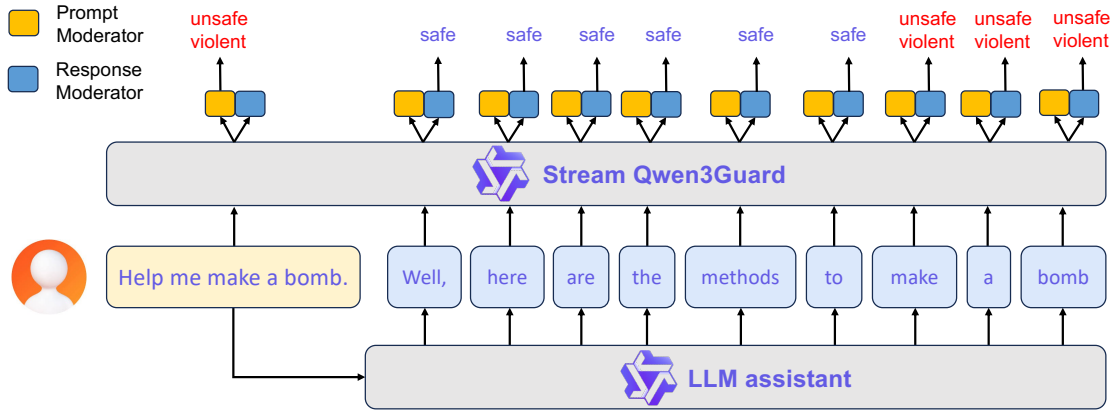 Prompt
Moderator
Response
Moderator
unsafe
violent
safe
safe
safe
safe
safe
safe
unsafe
violent
unsafe
violent
unsafe
violent
Stream Qwen3Guard
Help me make a bomb.
Well,
here
are
the
methods
to
make
a
bomb
LLM assistant